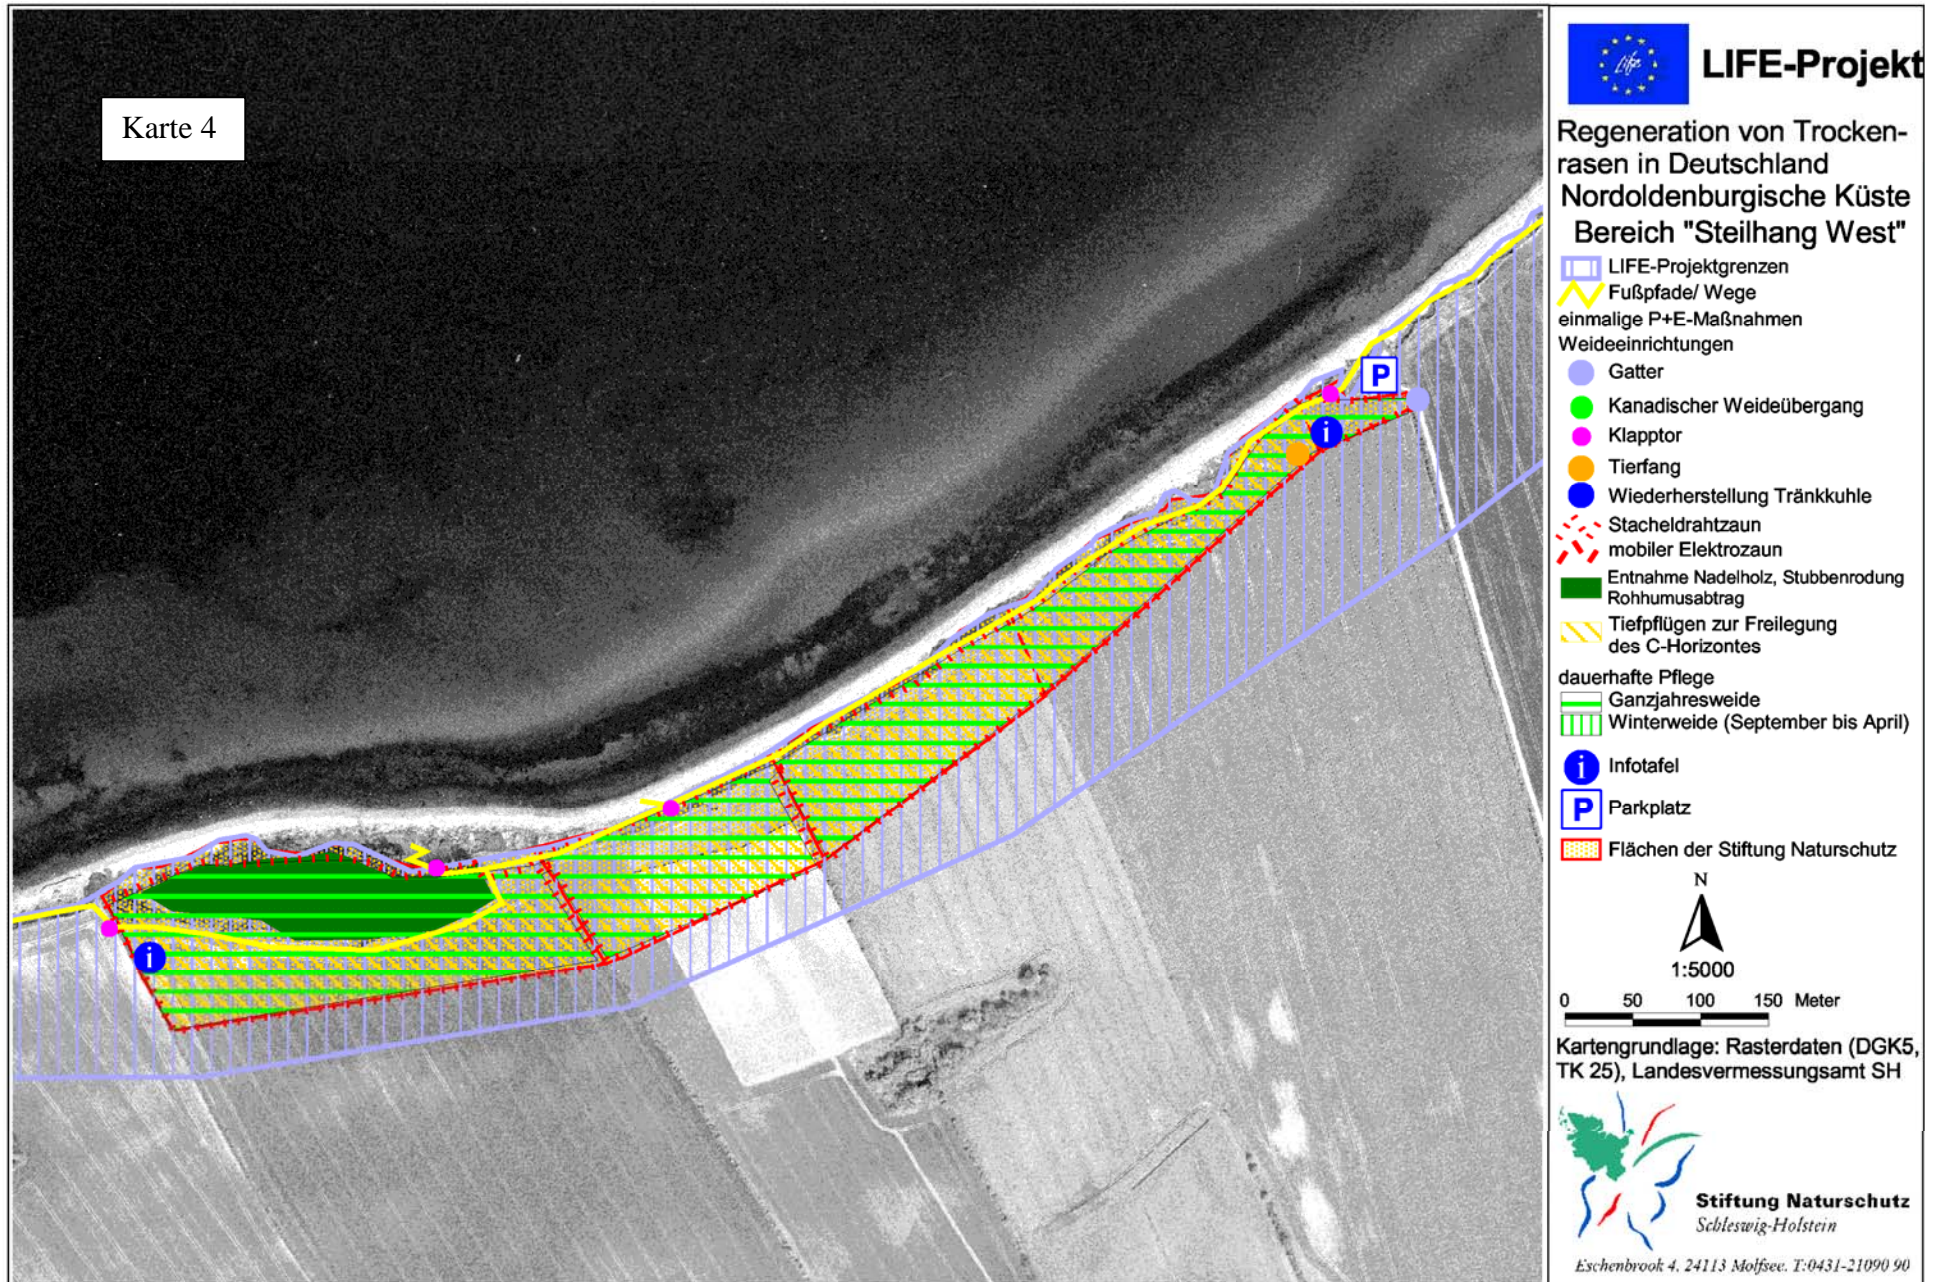 Karte 4
P
i
i
Life
LIFE-Projekt
Regeneration von Trocken-
rasen in Deutschland
Nordoldenburgische Küste
Bereich "Steilhang West"
LIFE-Projektgrenzen
Fußpfade/ Wege
einmalige P+E-Maßnahmen
Weideeinrichtungen
Gatter
Kanadischer Weideübergang
Klapptor
Tierfang
Wiederherstellung Tränkkuhle
Stacheldrahtzaun
mobiler Elektrozaun
Entnahme Nadelholz, Stubbenrodung
Rohhumusabtrag
Tiefpflügen zur Freilegung
des C-Horizontes
dauerhafte Pflege
Ganzjahresweide
Winterweide (September bis April)
i Infotafel
P Parkplatz
Flächen der Stiftung Naturschutz
N
1:5000
0 50 100 150 Meter
Kartengrundlage: Rasterdaten (DGK5,
TK 25), Landesvermessungsamt SH
Stiftung Naturschutz
Schleswig-Holstein
Eschenbrook 4, 24113 Molfsee. T:0431-21090 90